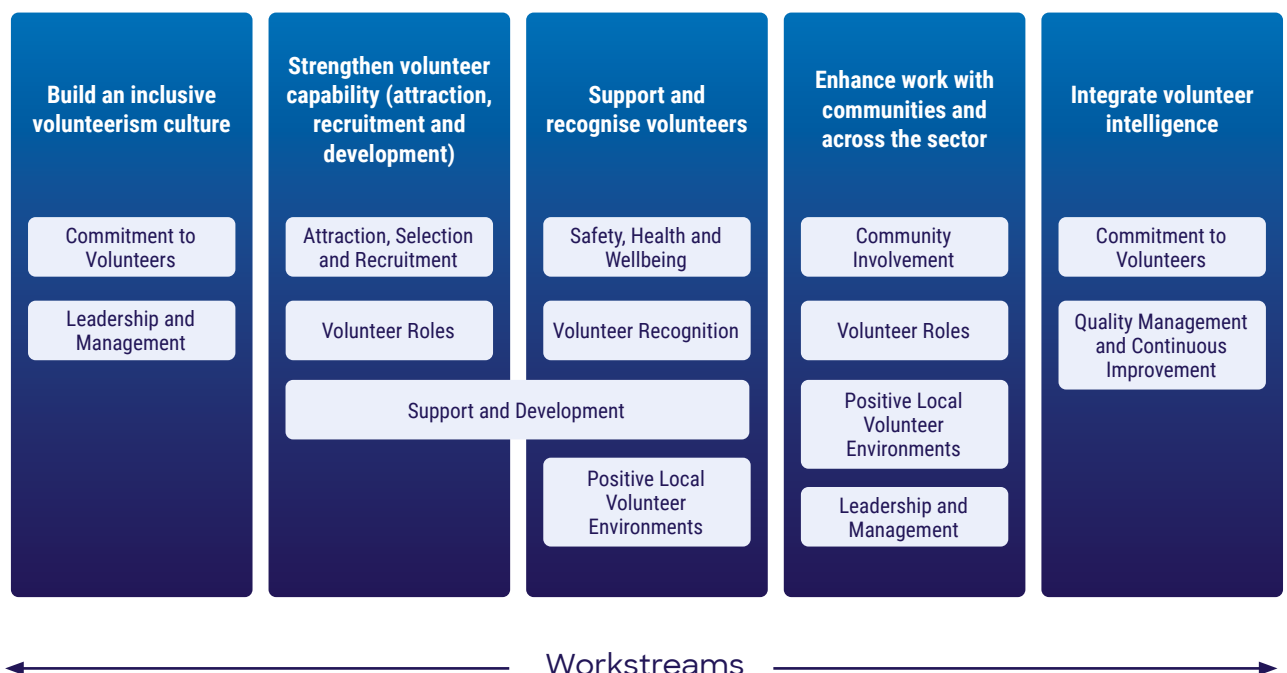 Build an inclusive
volunteerism culture
Commitment to
Volunteers
Leadership and
Management
Strengthen volunteer
capability (attraction,
recruitment and
development)
Attraction, Selection
and Recruitment
Volunteer Roles
Support and Development
Support and
recognise volunteers
Safety, Health and
Wellbeing
Volunteer Recognition
Positive Local
Volunteer
Environments
Enhance work with
communities and
across the sector
Community
Involvement
Volunteer Roles
Positive Local
Volunteer
Environments
Leadership and
Management
Integrate volunteer
intelligence
Commitment to
Volunteers
Quality Management
and Continuous
Improvement
Workstreams